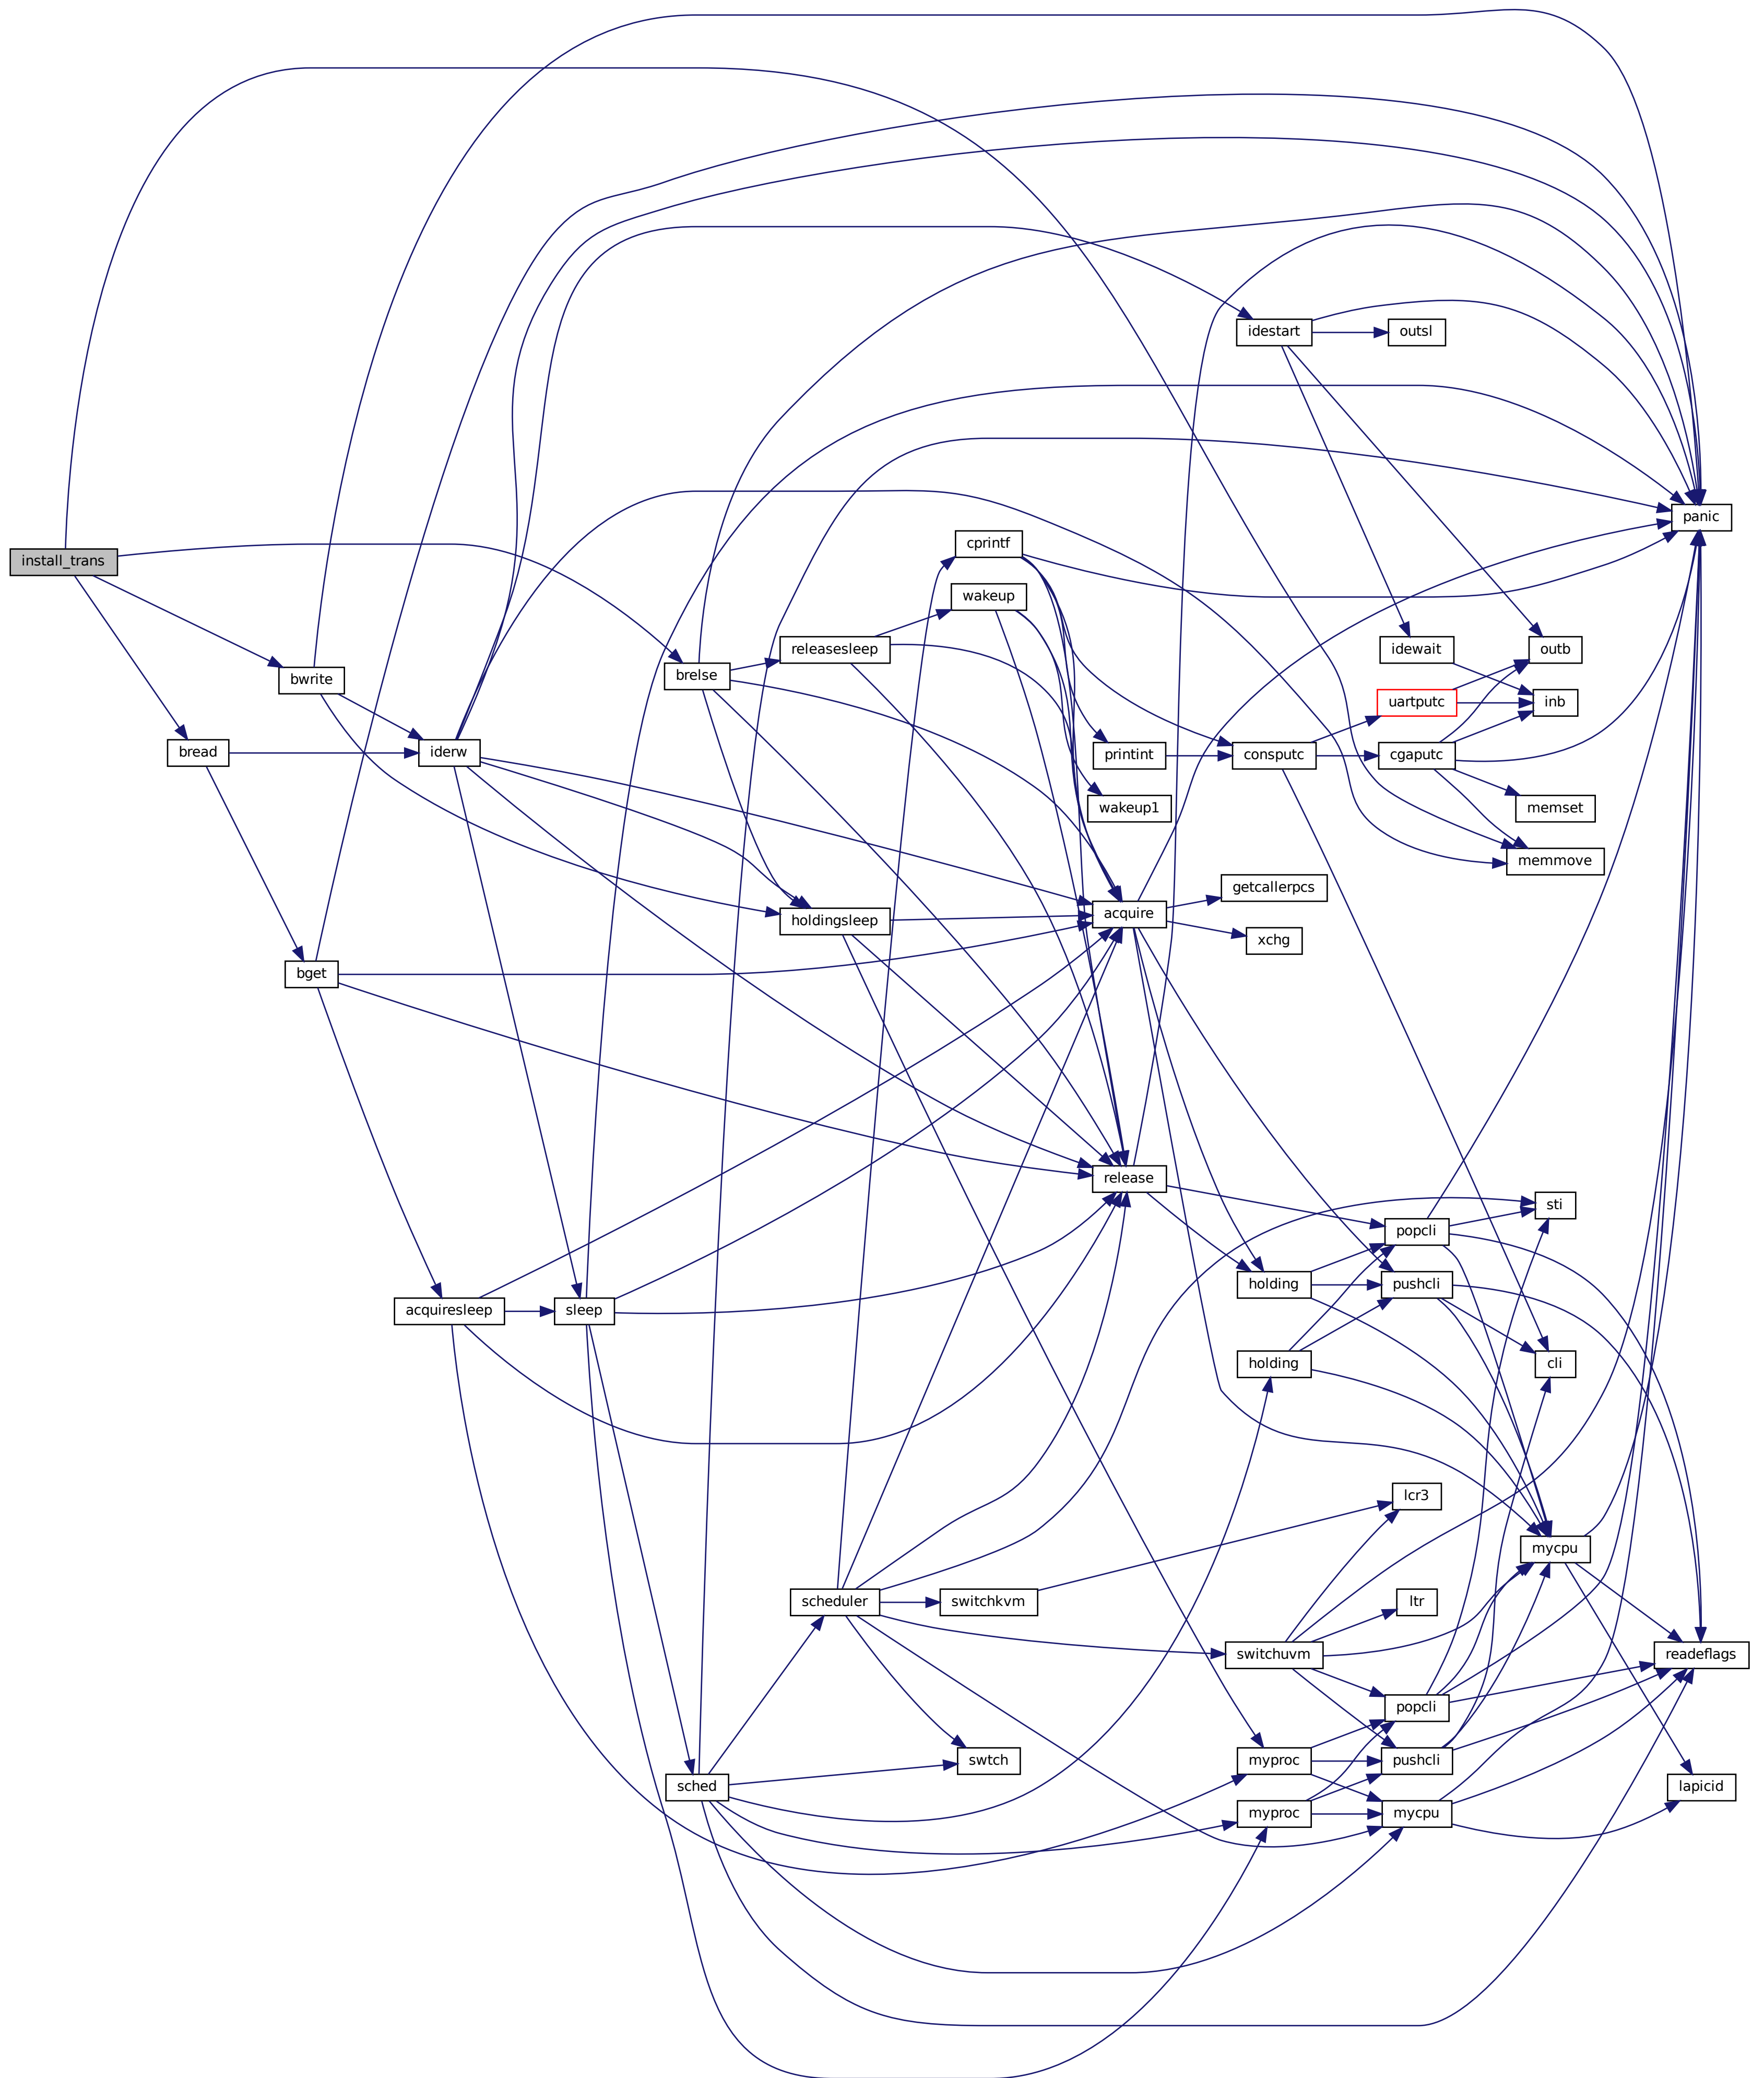 install_trans
bwrite
bread
bget
iderw
acquiresleep
sleep
brelse
releasesleep
holdingsleep
sched
scheduler
cprintf
wakeup
switchkvm
swtch
printint
wakeup1
acquire
release
idestart
consputc
getcallerpcs
xchg
holding
holding
switchuvm
myproc
myproc
outsl
idewait
uartputc
cgaputc
popcli
pushcli
lcr3
ltr
popcli
pushcli
mycpu
outb
inb
memset
memmove
sti
cli
mycpu
panic
readeflags
lapicid